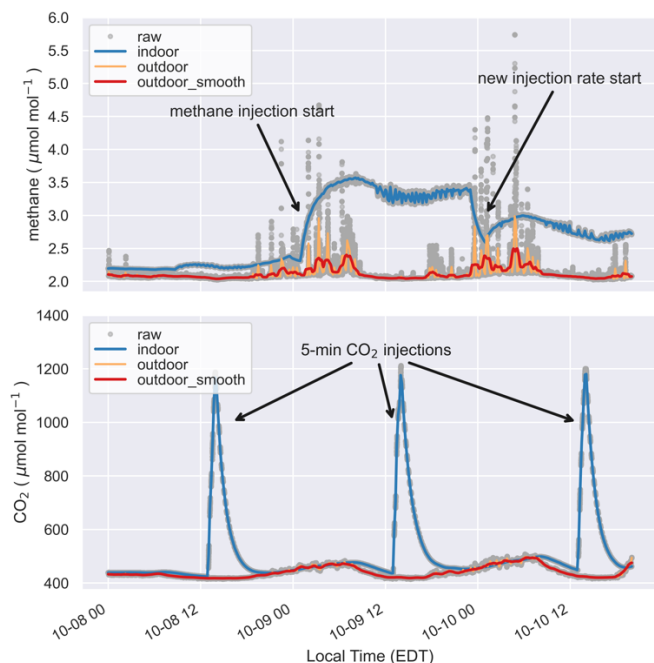 6.0
5.5
5.0
4.5
4.0
3.5
3.0
2.5
2.0
methane ( μmol mol⁻¹ )
raw
indoor
outdoor
outdoor_smooth
methane injection start
new injection rate start
1400
1200
1000
800
600
400
CO₂ ( μmol mol⁻¹ )
raw
indoor
outdoor
outdoor_smooth
5-min CO₂ injections
10-08 00
10-08 12
10-09 00
10-09 12
10-10 00
10-10 12
Local Time (EDT)